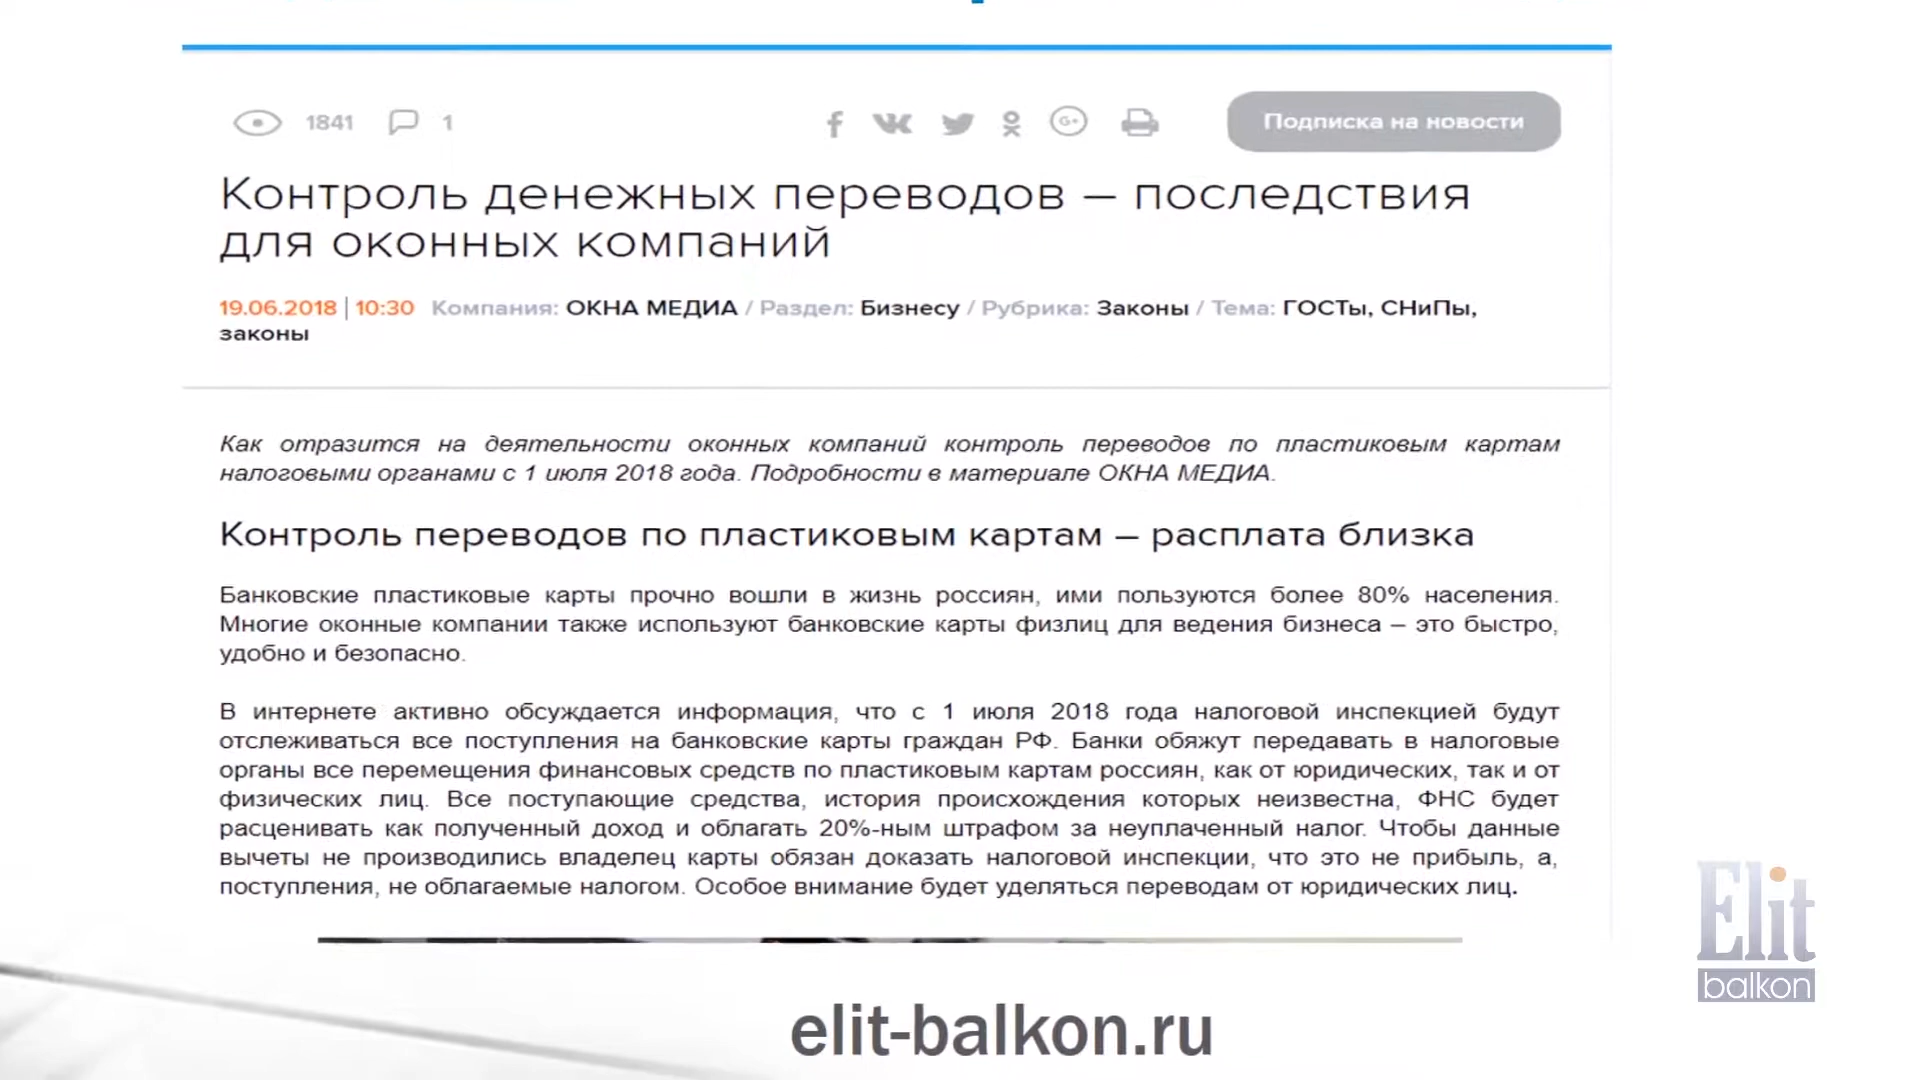 1841 1
Подписка на новости
Контроль денежных переводов – последствия
для оконных компаний
19.06.2018 | 10:30 Компания: ОКНА МЕДИА / Раздел: Бизнесу / Рубрика: Законы / Тема: ГОСТы, СНиПы,
законы
Как отразится на деятельности оконных компаний контроль переводов по пластиковым картам
налоговыми органами с 1 июля 2018 года. Подробности в материале ОКНА МЕДИА.
Контроль переводов по пластиковым картам – расплата близка
Банковские пластиковые карты прочно вошли в жизнь россиян, ими пользуются более 80% населения.
Многие оконные компании также используют банковские карты физлиц для ведения бизнеса – это быстро,
удобно и безопасно.
В интернете активно обсуждается информация, что с 1 июля 2018 года налоговой инспекцией будут
отслеживаться все поступления на банковские карты граждан РФ. Банки обяжут передавать в налоговые
органы все перемещения финансовых средств по пластиковым картам россиян, как от юридических, так и от
физических лиц. Все поступающие средства, история происхождения которых неизвестна, ФНС будет
расценивать как полученный доход и облагать 20%-ным штрафом за неуплаченный налог. Чтобы данные
вычеты не производились владелец карты обязан доказать налоговой инспекции, что это не прибыль, а,
поступления, не облагаемые налогом. Особое внимание будет уделяться переводам от юридических лиц.
Elit
balkon
elit-balkon.ru